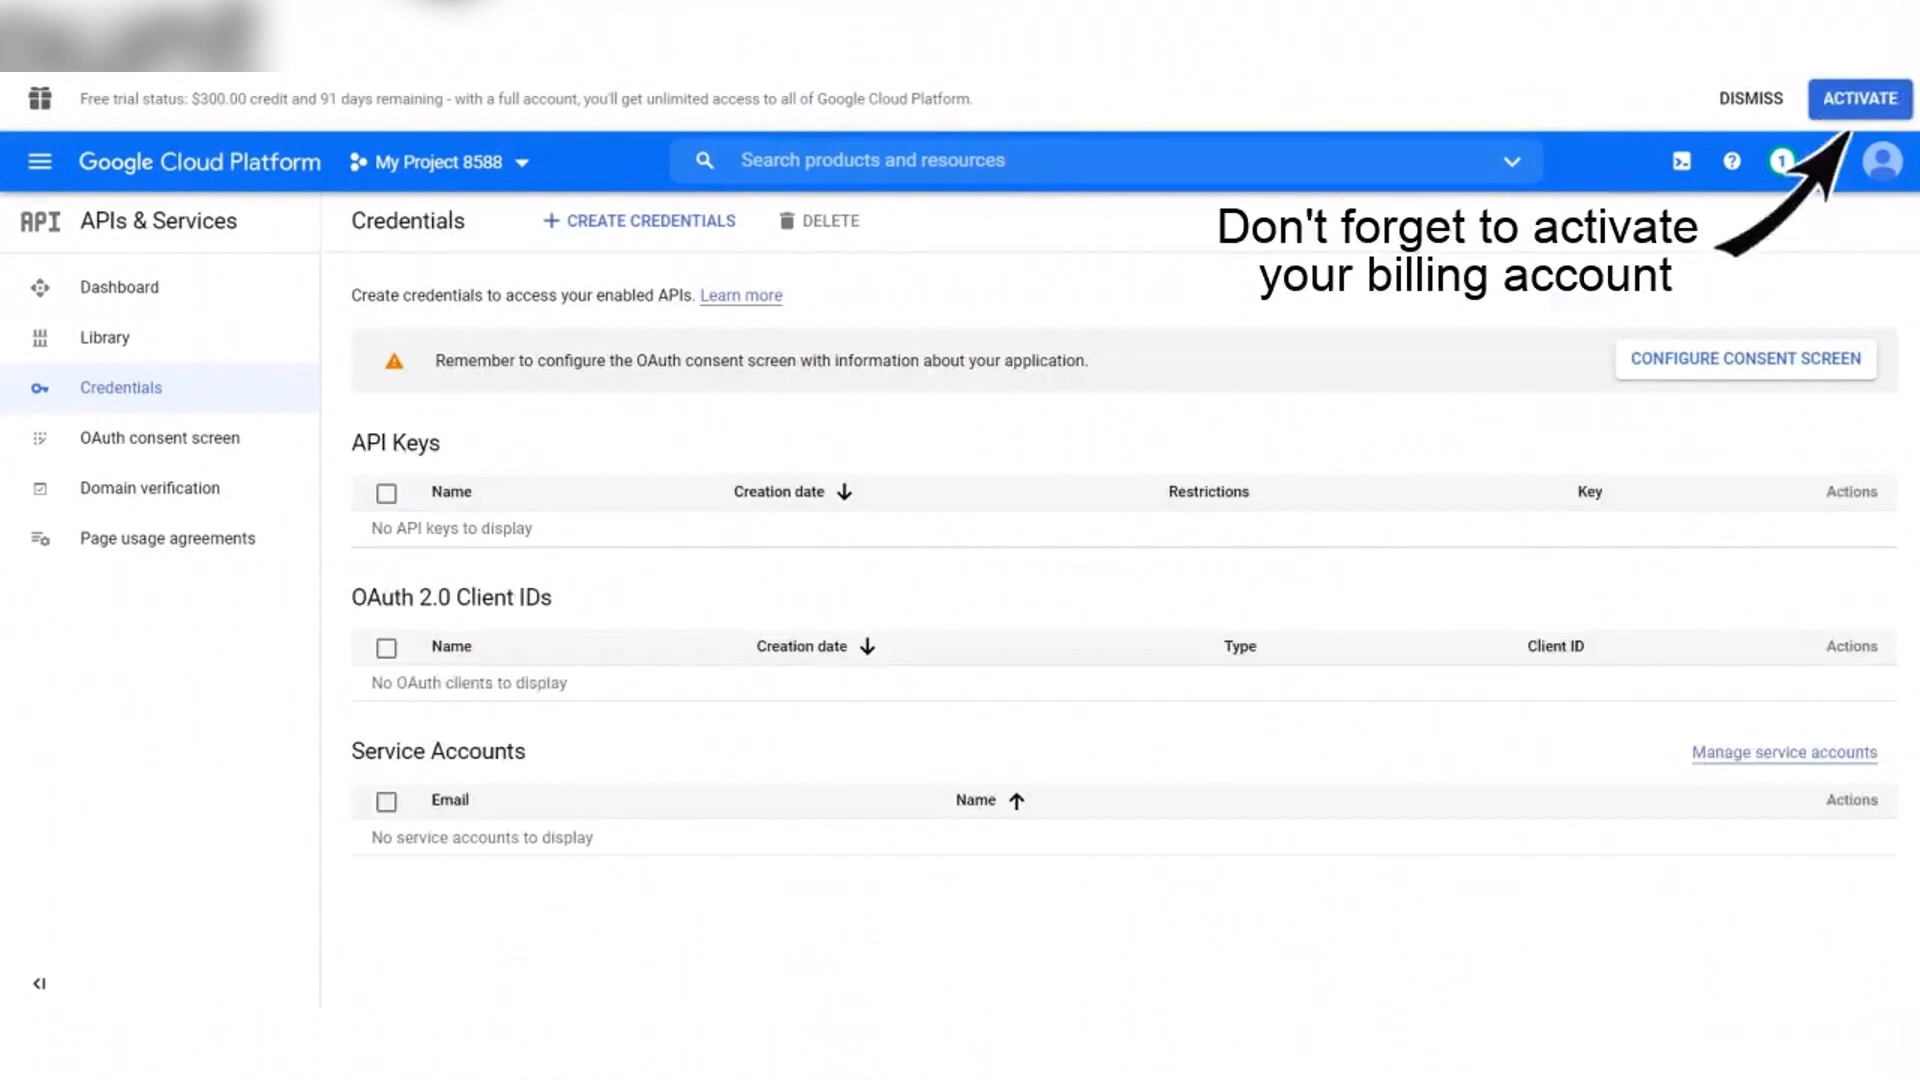 Free trial status: $300.00 credit and 91 days remaining - with a full account, you'll get unlimited access to all of Google Cloud Platform.
DISMISS
ACTIVATE
Google Cloud Platform
My Project 8588
Search products and resources
1
API
APIs & Services
Credentials
+ CREATE CREDENTIALS
DELETE
Don't forget to activate
your billing account
Dashboard
Library
Credentials
OAuth consent screen
Domain verification
Page usage agreements
Create credentials to access your enabled APIs. Learn more
Remember to configure the OAuth consent screen with information about your application.
CONFIGURE CONSENT SCREEN
API Keys
Name
Creation date
Restrictions
Key
Actions
No API keys to display
OAuth 2.0 Client IDs
Name
Creation date
Type
Client ID
Actions
No OAuth clients to display
Service Accounts
Manage service accounts
Email
Name
Actions
No service accounts to display